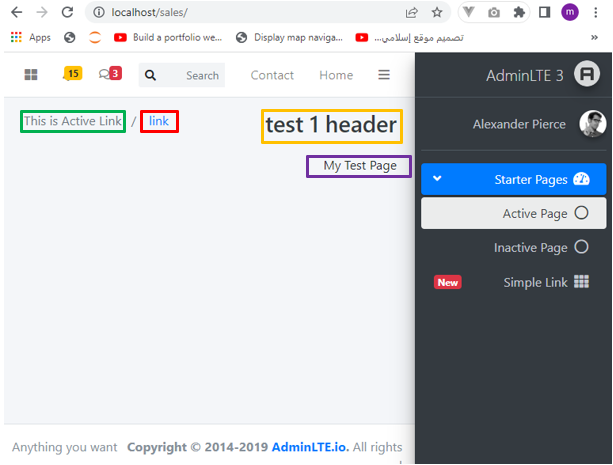 localhost/sales/
Apps
Build a portfolio we...
Display map naviga...
تصميم موقع إسلامي...
»
15
3
Search
Contact
Home
AdminLTE 3
Alexander Pierce
This is Active Link / link
test 1 header
My Test Page
Starter Pages
Active Page
Inactive Page
New
Simple Link
Anything you want
Copyright © 2014-2019 AdminLTE.io. All rights
m